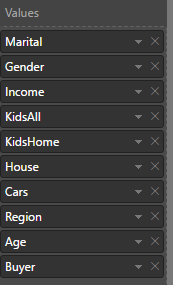 Values
Marital
Gender
Income
KidsAll
KidsHome
House
Cars
Region
Age
Buyer